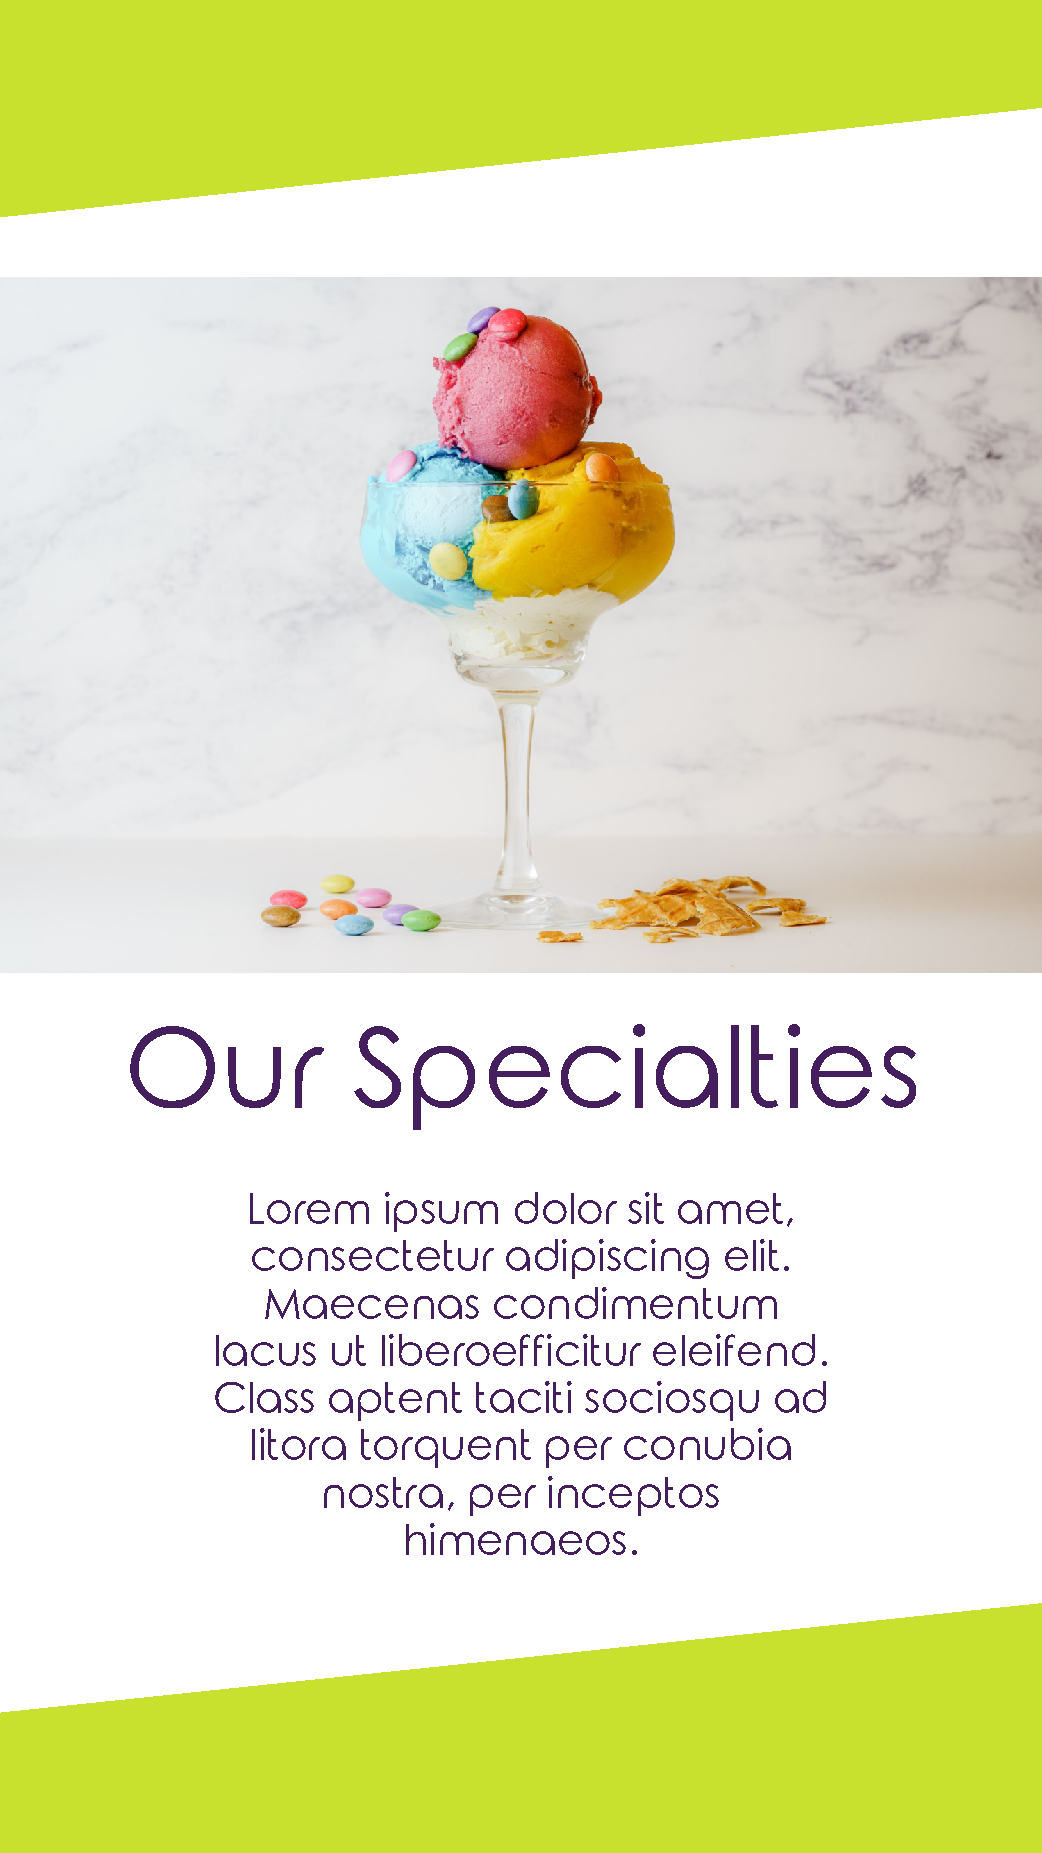 Our Specialties
Lorem ipsum dolor sit amet,
consectetur adipiscing elit.
Maecenas condimentum
lacus ut liberoefficitur eleifend.
Class aptent taciti sociosqu ad
litora torquent per conubia
nostra, per inceptos
himenaeos.